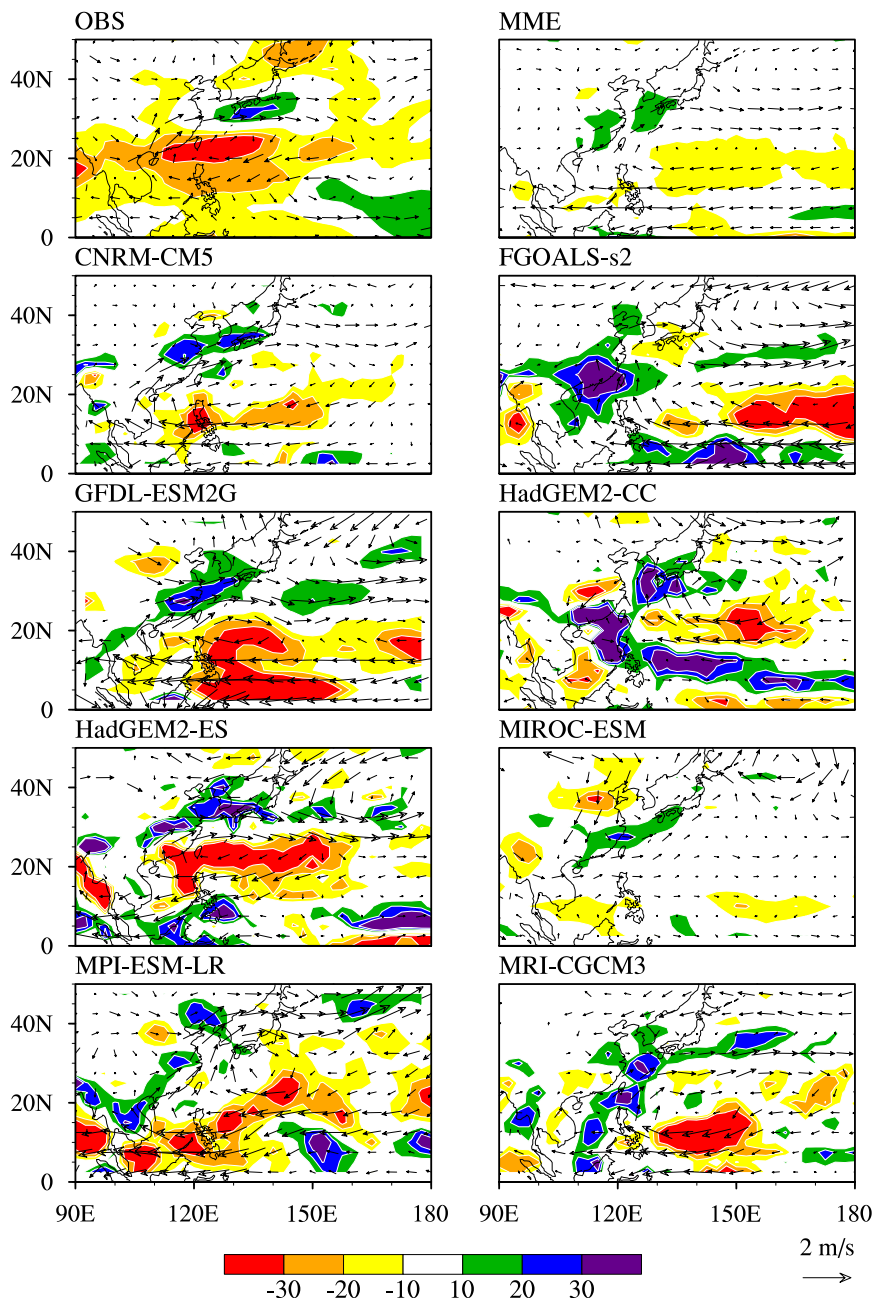 OBS MME
40N
20N
0
CNRM-CM5 FGOALS-s2
40N
20N
0
GFDL-ESM2G HadGEM2-CC
40N
20N
0
HadGEM2-ES MIROC-ESM
40N
20N
0
MPI-ESM-LR MRI-CGCM3
40N
20N
0
90E 120E 150E 180 90E 120E 150E 180
2 m/s
-30 -20 -10 10 20 30